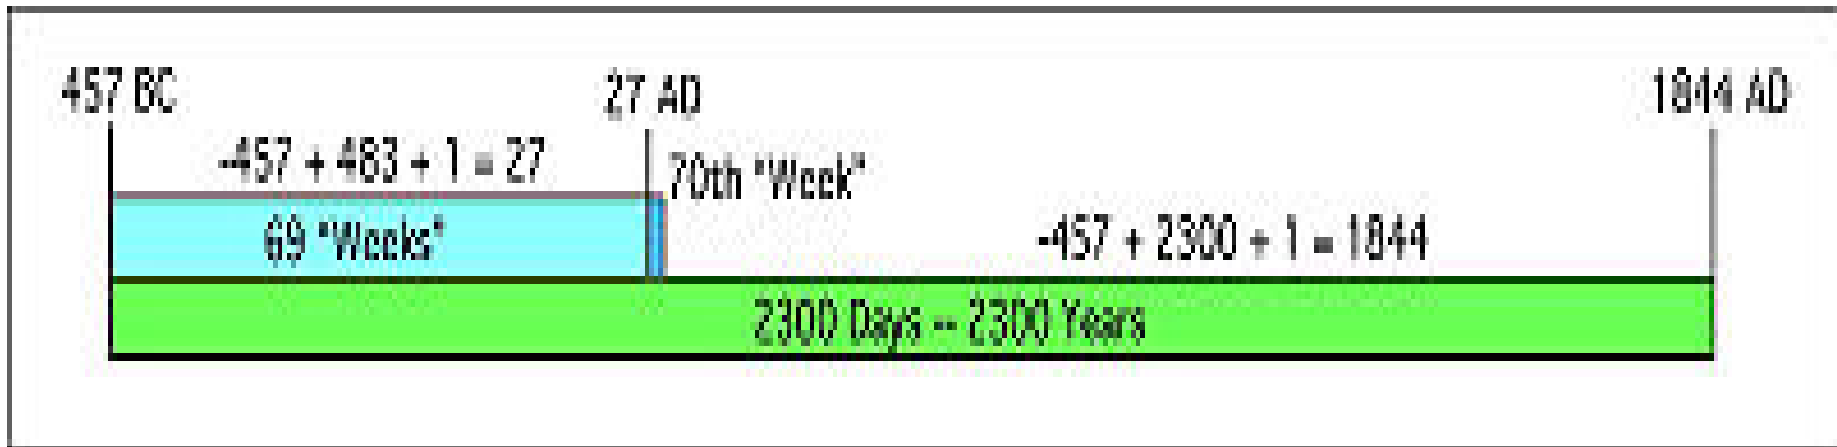 457 BC
27 AD
1844 AD
-457 + 483 + 1 = 27
70th "Week"
69 "Weeks"
-457 + 2300 + 1 = 1844
2300 Days -- 2300 Years